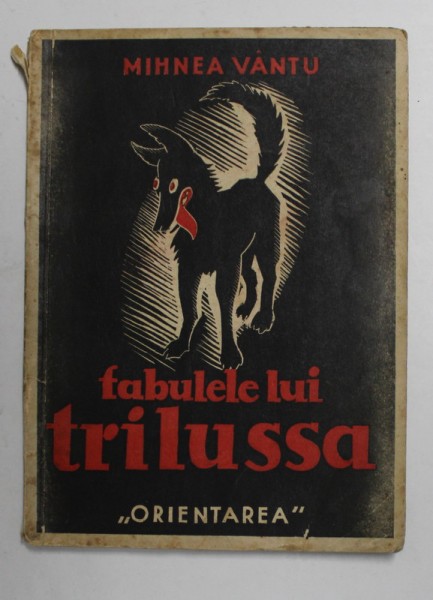 MIHNEA VÂNTU
fabulele lui
trilussa
„ORIENTAREA"